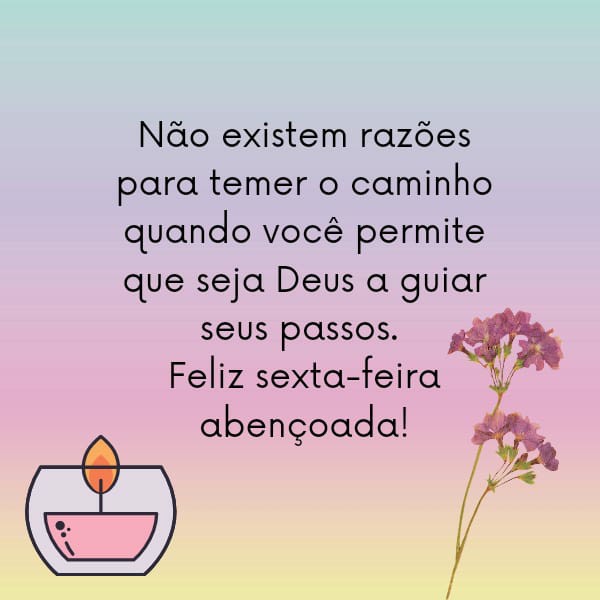 Não existem razões
para temer o caminho
quando você permite
que seja Deus a guiar
seus passos.
Feliz sexta-feira
abençoada!